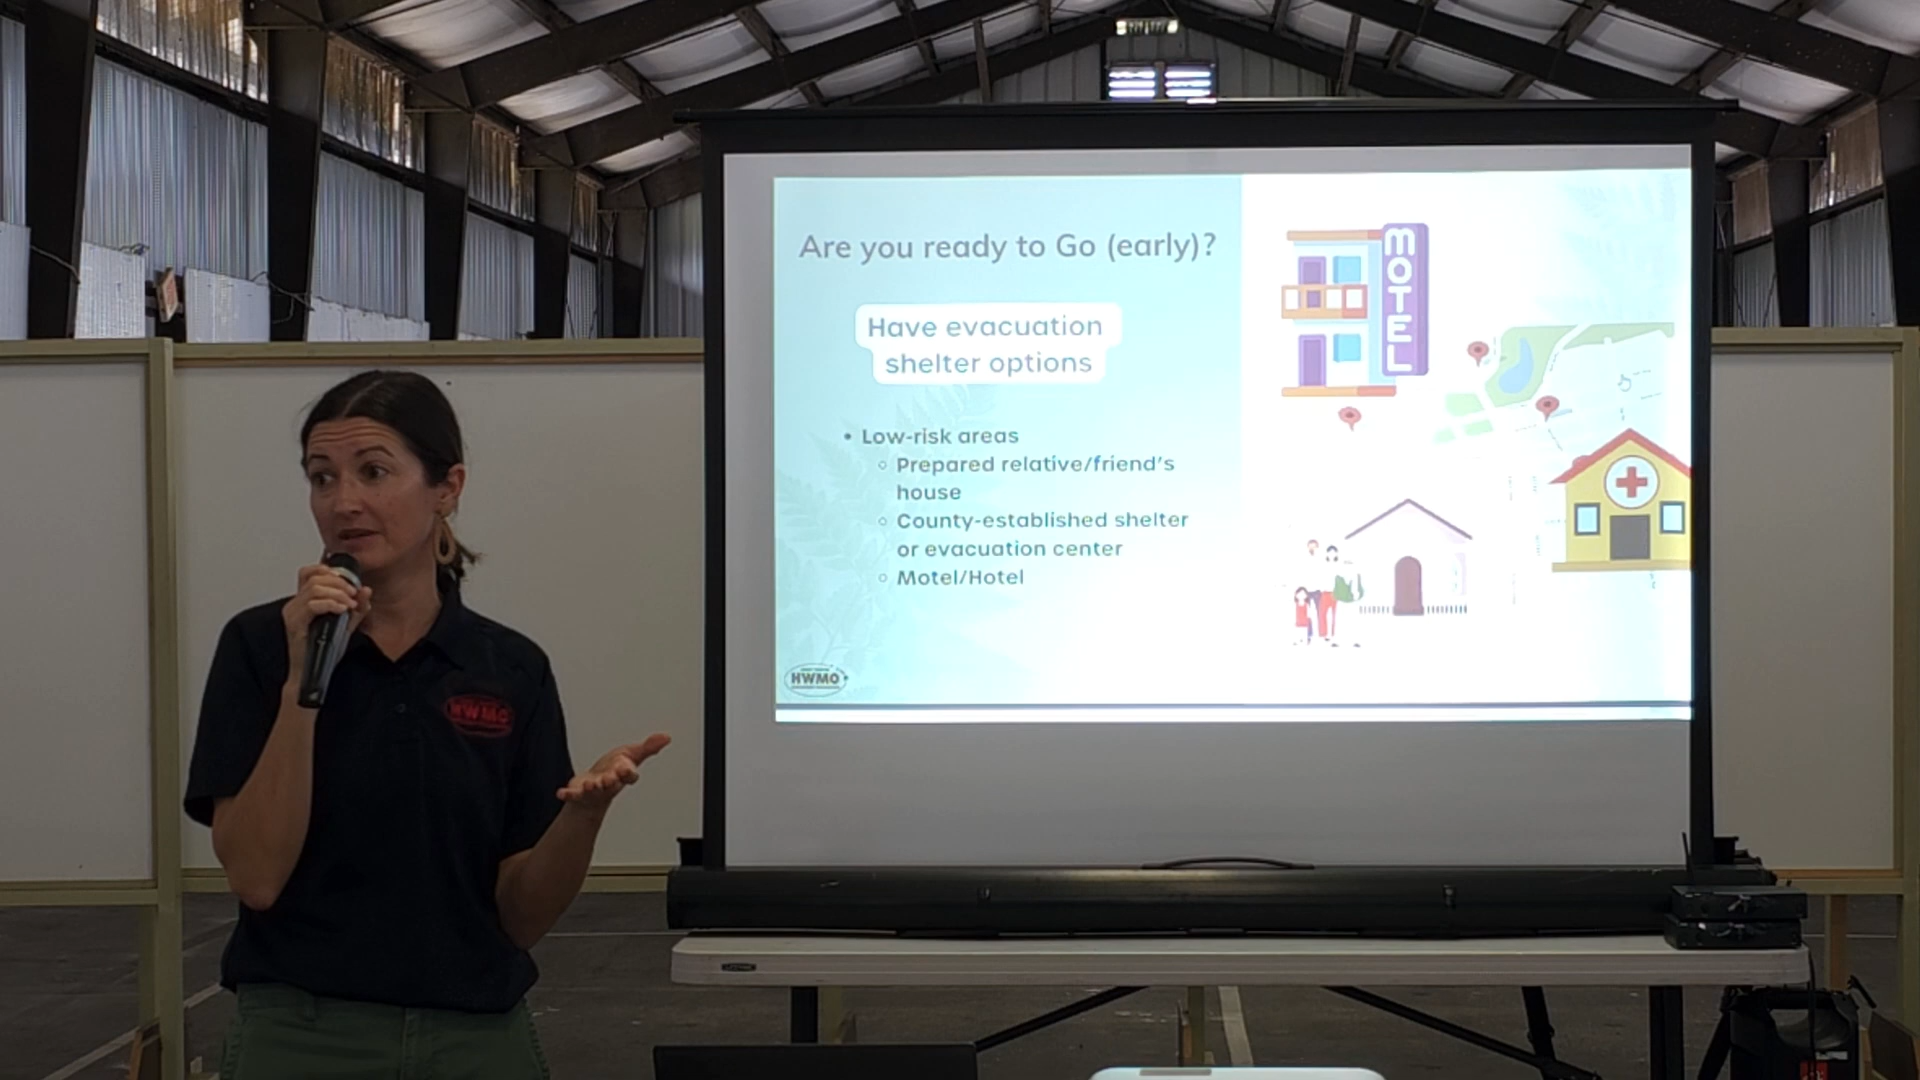 Are you ready to Go (early)?
Have evacuation
shelter options
• Low-risk areas
○ Prepared relative/friend's
house
○ County-established shelter
or evacuation center
○ Motel/Hotel
MOTEL
HWMO
HWMO